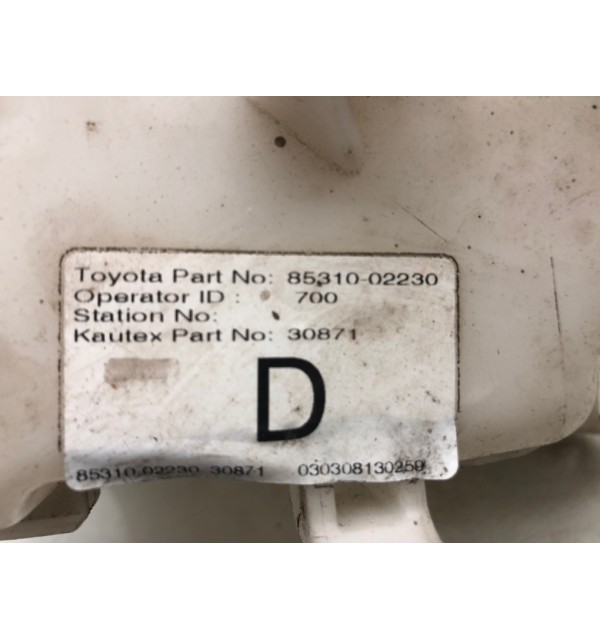 Toyota Part No: 85310-02230
Operator ID : 700
Station No:
Kautex Part No: 30871
D
85310-02230 30871 030308130259